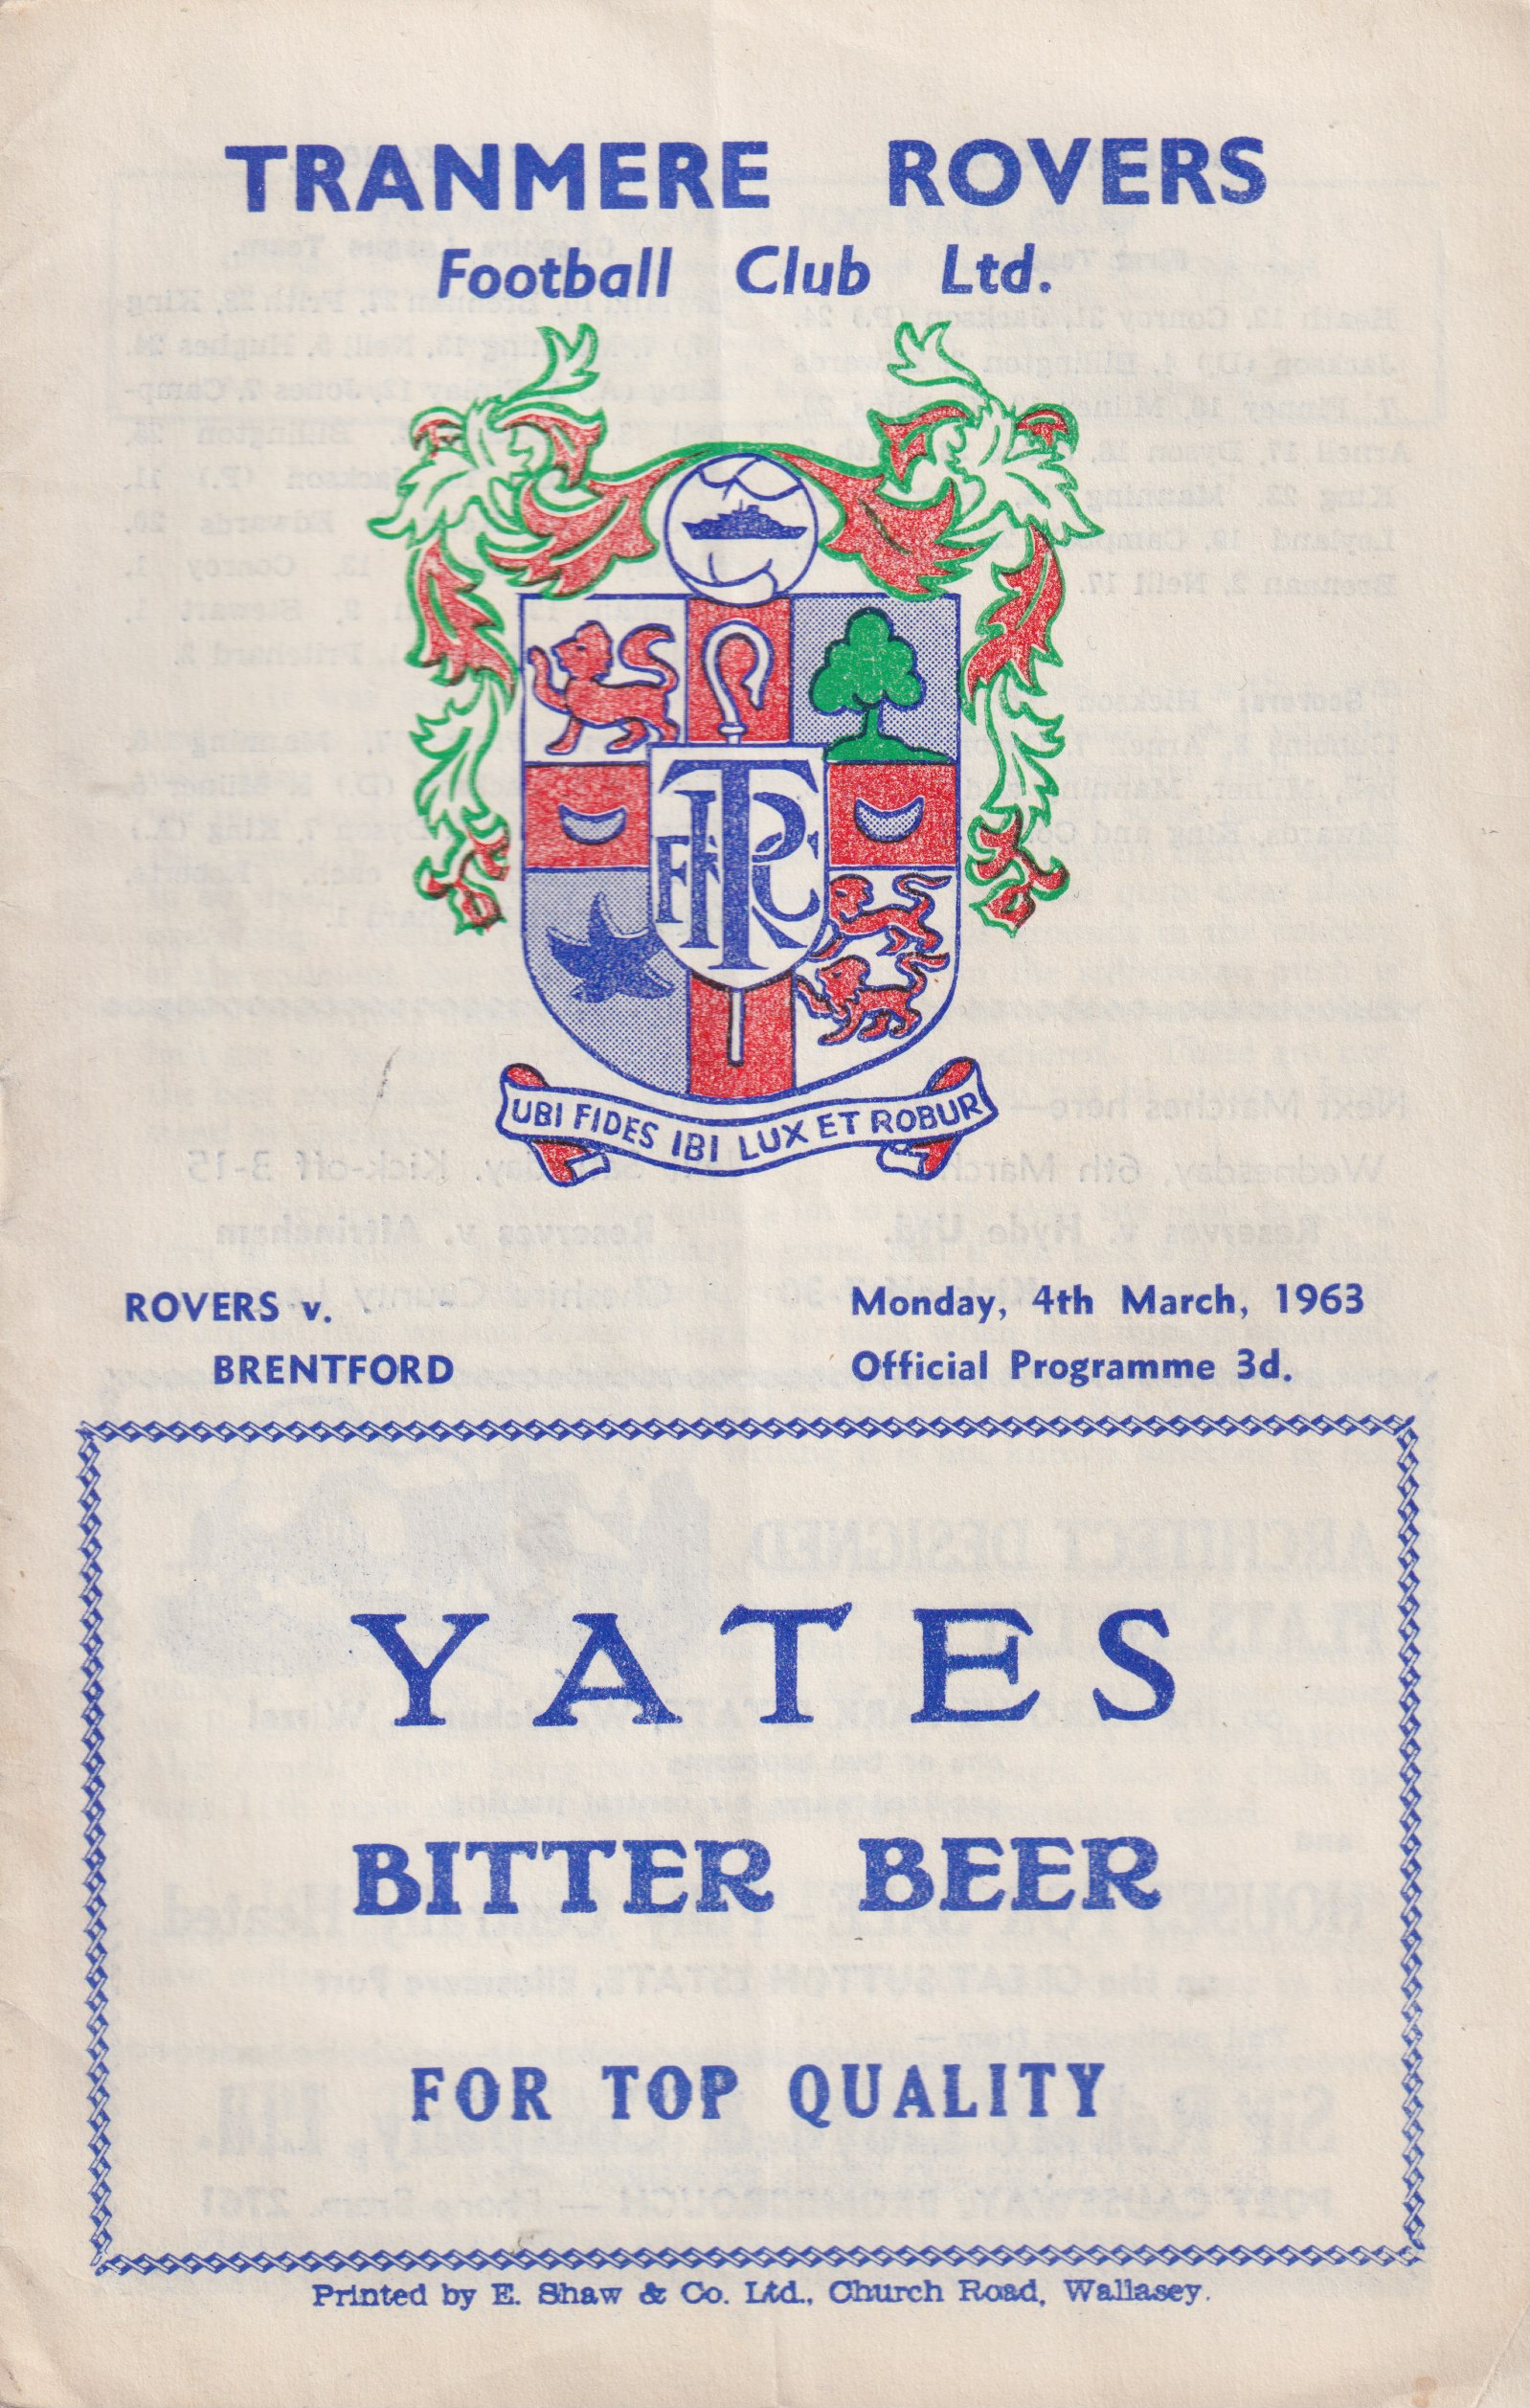 TRANMERE ROVERS
Football Club Ltd.
TRFC
UBI FIDES IBI LUX ET ROBUR
ROVERS v.
BRENTFORD
Monday, 4th March, 1963
Official Programme 3d.
YATES
BITTER BEER
FOR TOP QUALITY
Printed by E. Shaw & Co. Ltd., Church Road, Wallasey.